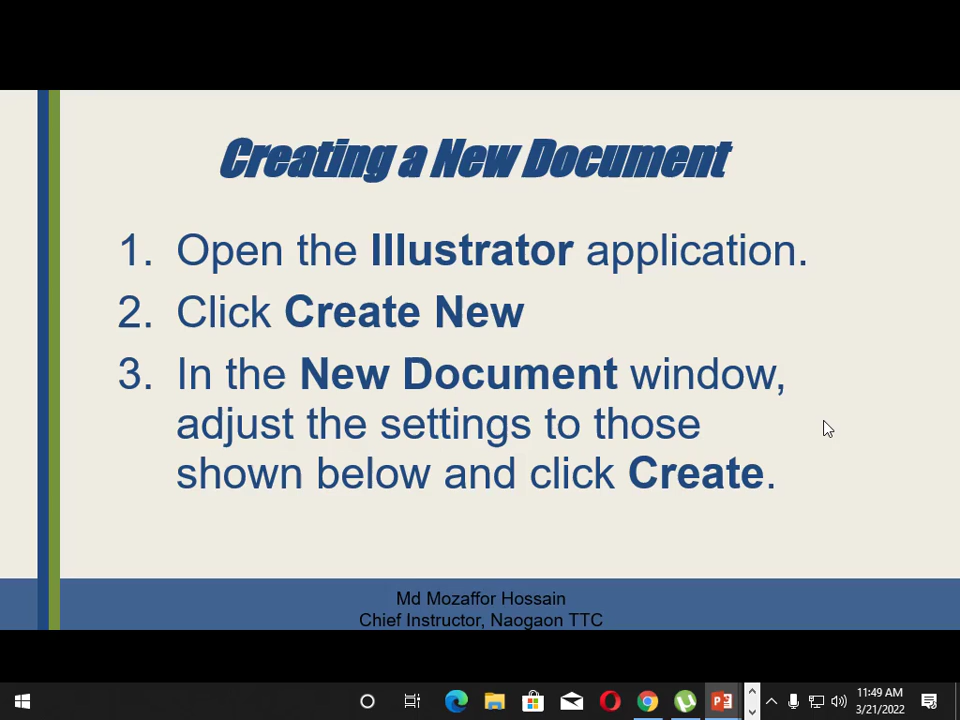 Creating a New Document
1. Open the Illustrator application.
2. Click Create New
3. In the New Document window,
adjust the settings to those
shown below and click Create.
Md Mozaffor Hossain
Chief Instructor, Naogaon TTC
11:49 AM
3/21/2022